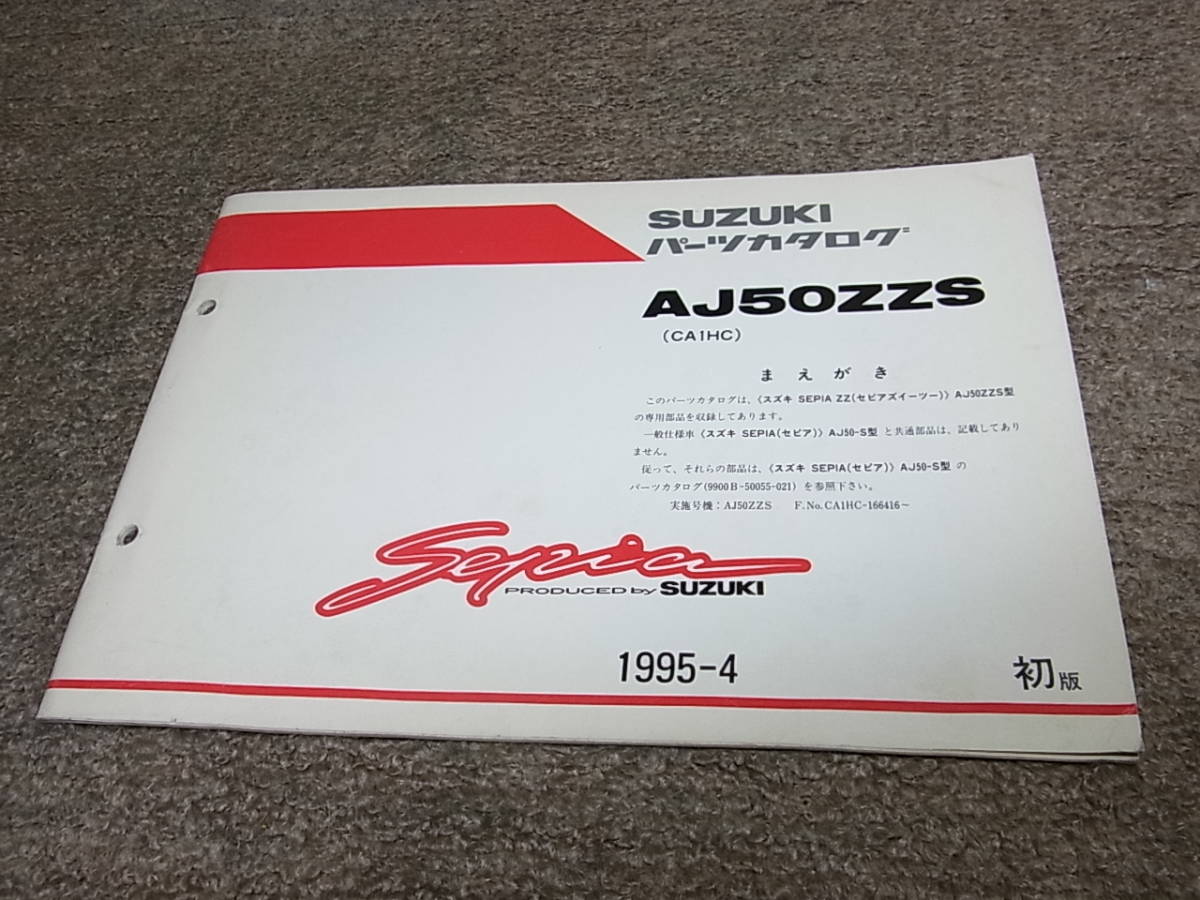 SUZUKI
パーツカタログ
AJ50ZZS
(CA1HC)
まえがき
このパーツカタログは、《スズキ SEPIA ZZ(セピアズィーツー)》AJ50ZZS型
の専用部品を収録してあります。
一般仕様車《スズキ SEPIA(セピア)》AJ50-S型 と共通部品は、記載してあり
ません。
従って、それらの部品は、《スズキ SEPIA(セピア)》AJ50-S型 の
パーツカタログ(9900B-50055-021) を参照下さい。
実施号機：AJ50ZZS F.No.CA1HC-166416～
Sepia
PRODUCED by SUZUKI
1995-4
初版